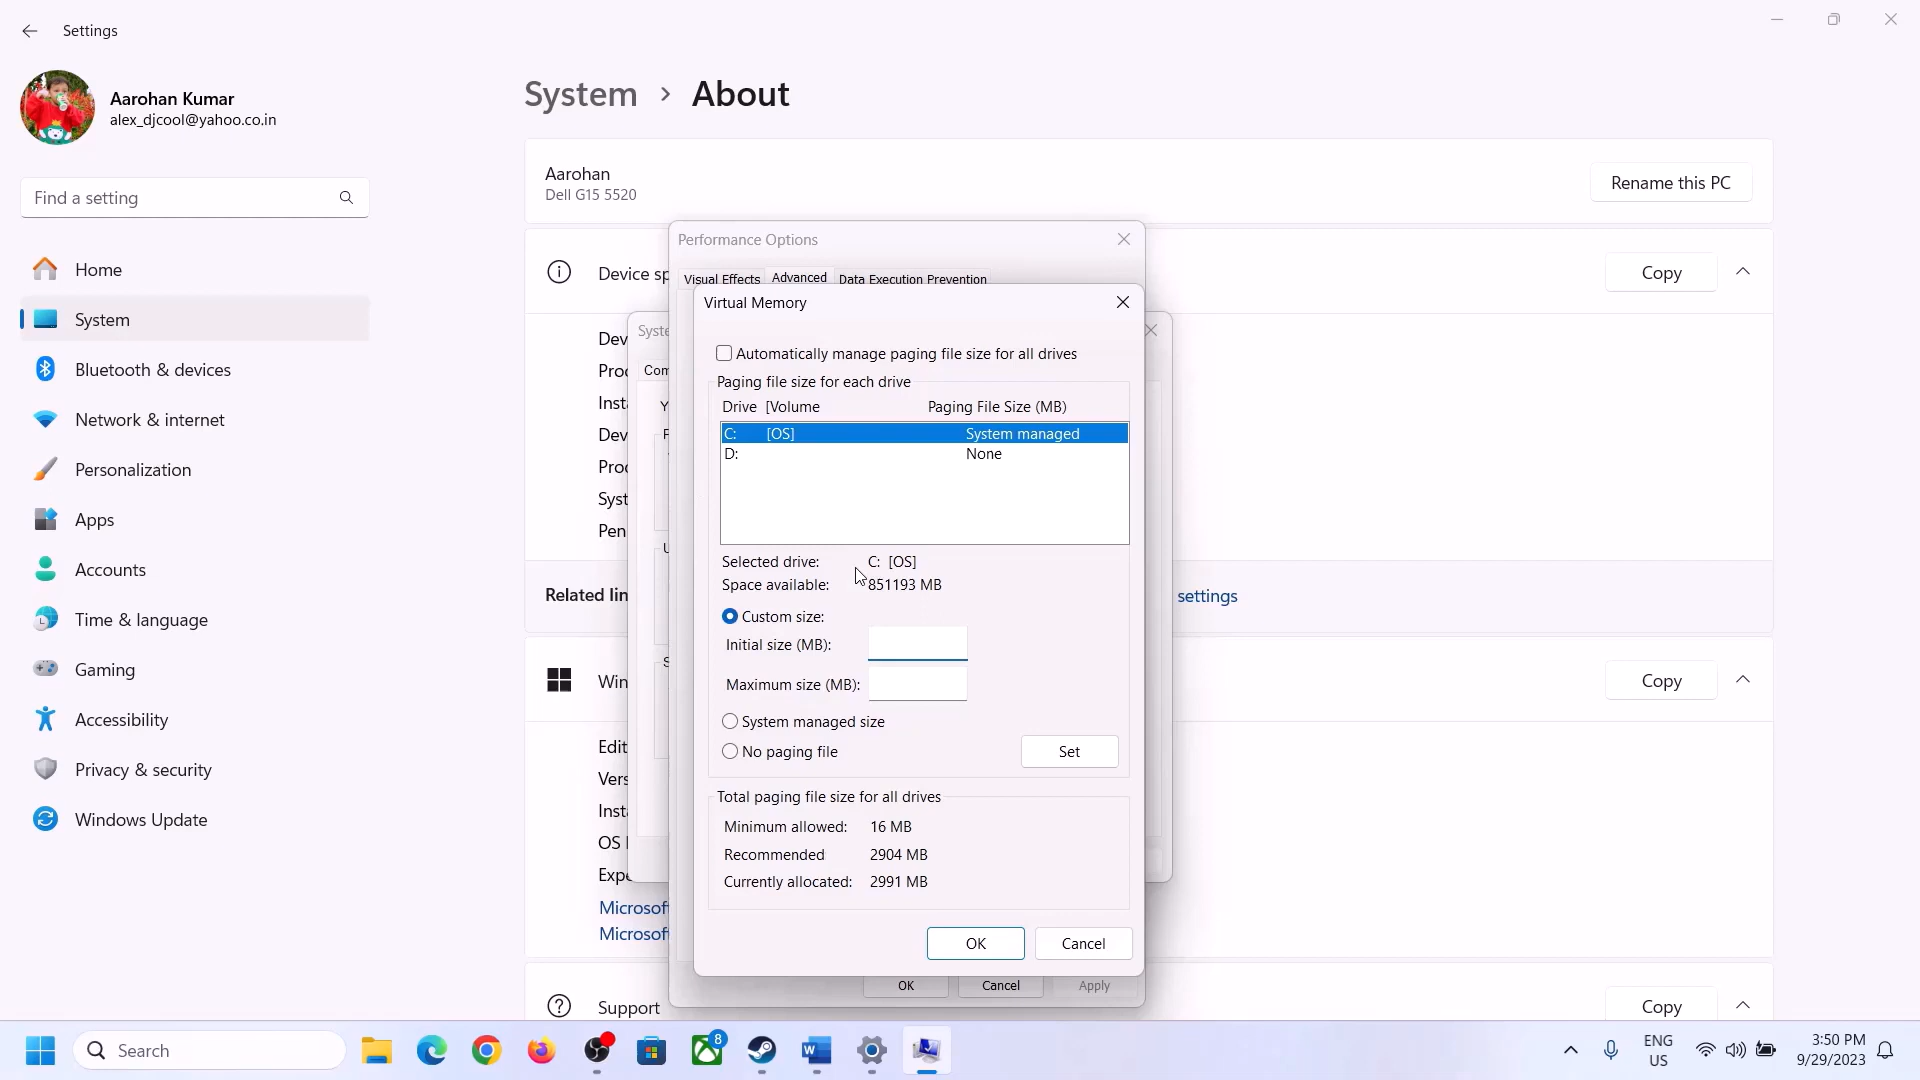 Settings
Aarohan Kumar
alex_djcool@yahoo.co.in
Find a setting
Home
System
Bluetooth & devices
Network & internet
Personalization
Apps
Accounts
Time & language
Gaming
Accessibility
Privacy & security
Windows Update
System > About
Aarohan
Dell G15 5520
Rename this PC
Device sp
Copy
Dev
Proc
Insta
Dev
Proc
Syst
Pen
Related lin
settings
Win
Copy
Edit
Vers
Insta
OS
Expe
Microsof
Microsof
Support
Copy
Syste
Com
Y
Performance Options
Visual Effects
Advanced
Data Execution Prevention
OK
Cancel
Apply
Virtual Memory
Automatically manage paging file size for all drives
Paging file size for each drive
Drive [Volume Paging File Size (MB)
C: [OS] System managed
D: None
Selected drive: C: [OS]
Space available: 851193 MB
Custom size:
Initial size (MB):
Maximum size (MB):
System managed size
No paging file
Set
Total paging file size for all drives
Minimum allowed: 16 MB
Recommended 2904 MB
Currently allocated: 2991 MB
OK
Cancel
Search
8
ENG
US
3:50 PM
9/29/2023